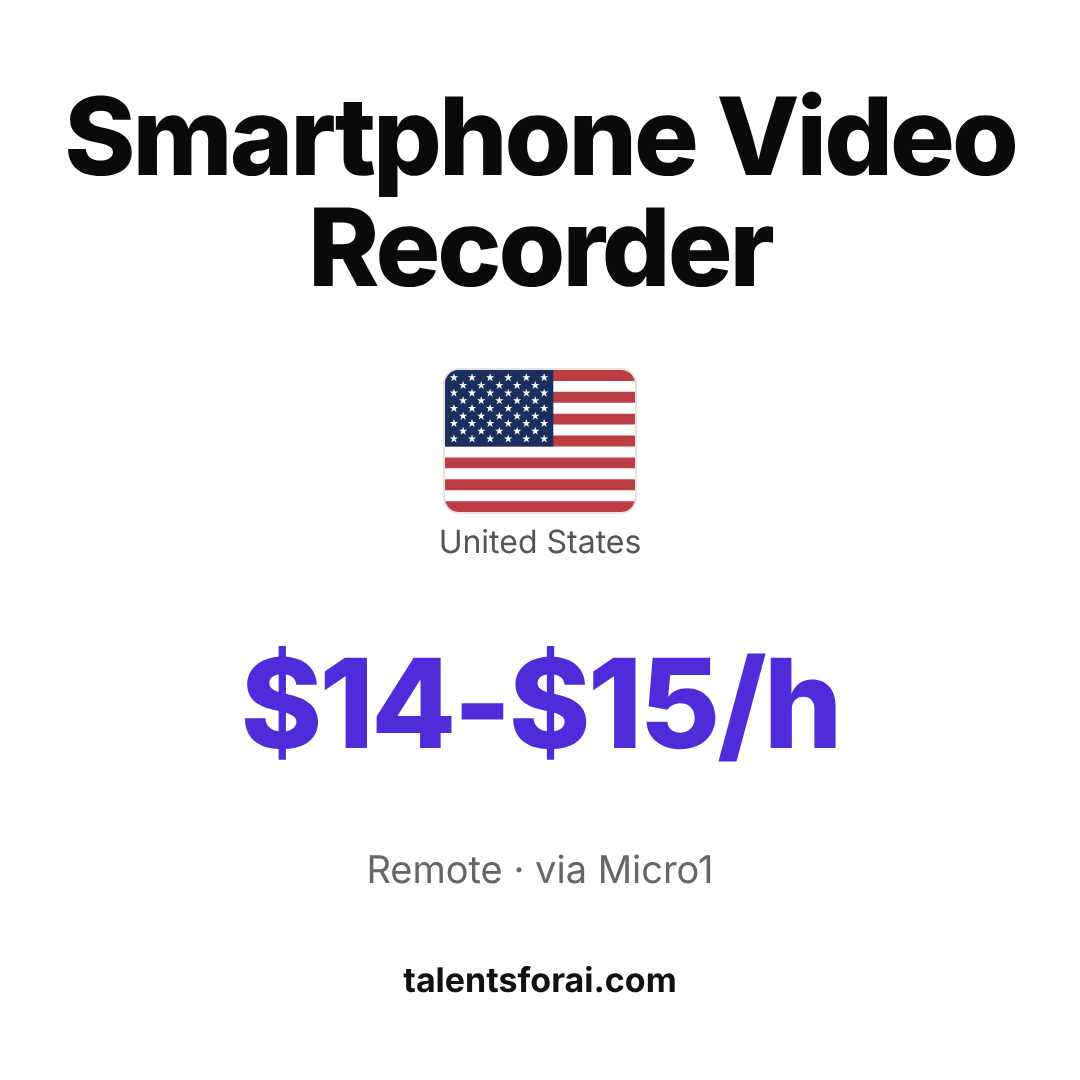 Smartphone Video
Recorder
United States
$14-$15/h
Remote · via Micro1
talentsforai.com